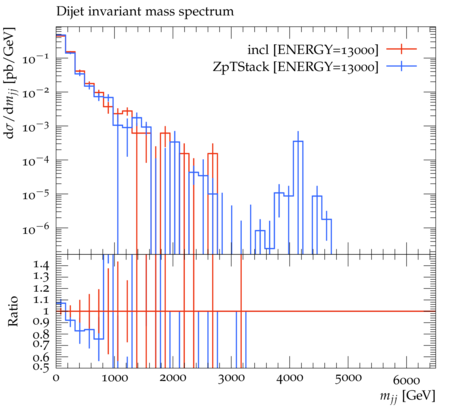 Dijet invariant mass spectrum
dσ/dm_jj [pb/GeV]
incl [ENERGY=13000]
ZpTStack [ENERGY=13000]
10^−1
10^−2
10^−3
10^−4
10^−5
10^−6
Ratio
1.4
1.3
1.2
1.1
1
0.9
0.8
0.7
0.6
0.5
0 1000 2000 3000 4000 5000 6000
m_jj [GeV]